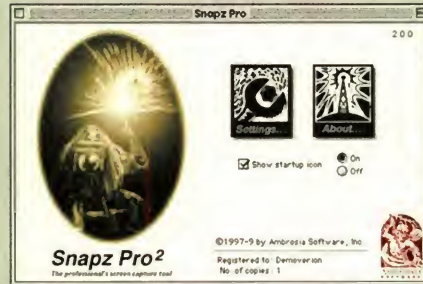 Snapz Pro
200
Settings...
About...
Show startup icon
On
Off
Snapz Pro2
The professional's screen capture tool
©1997-9 by Ambrosia Software, Inc.
Registered to: Demoverion
No. of copies: 1